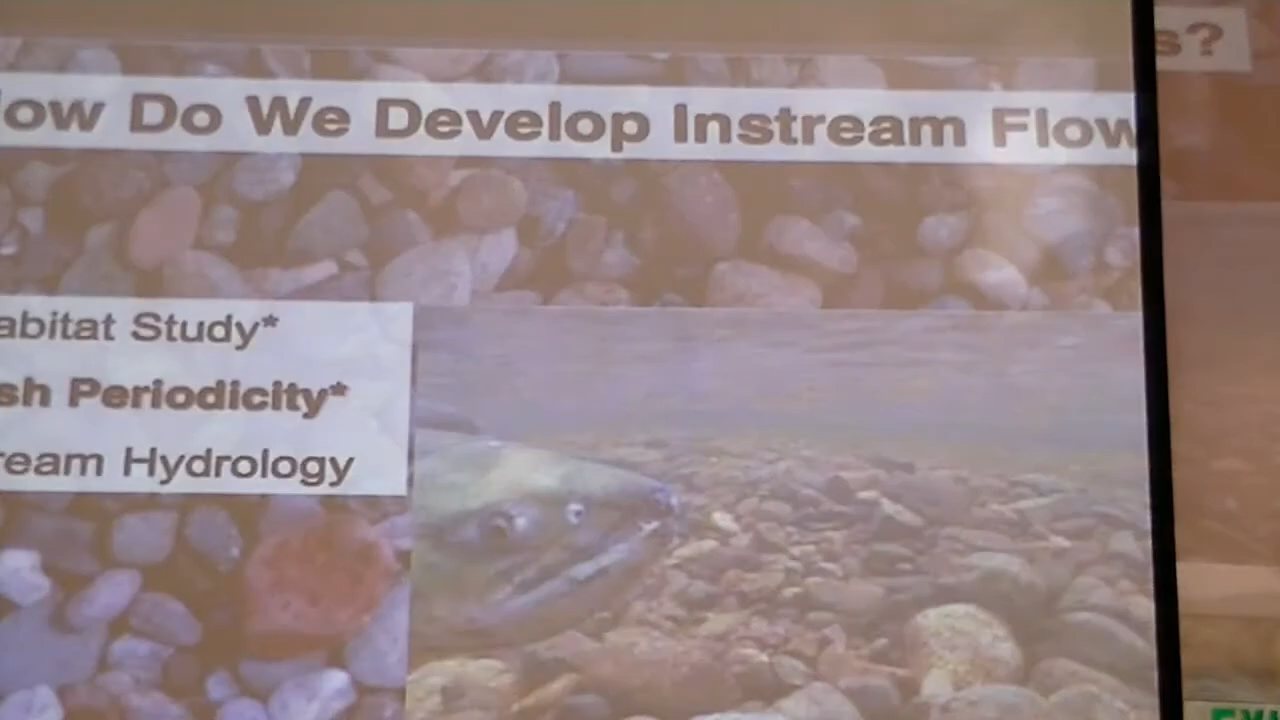 ow Do We Develop Instream Flow
s?
abitat Study*
sh Periodicity*
ream Hydrology